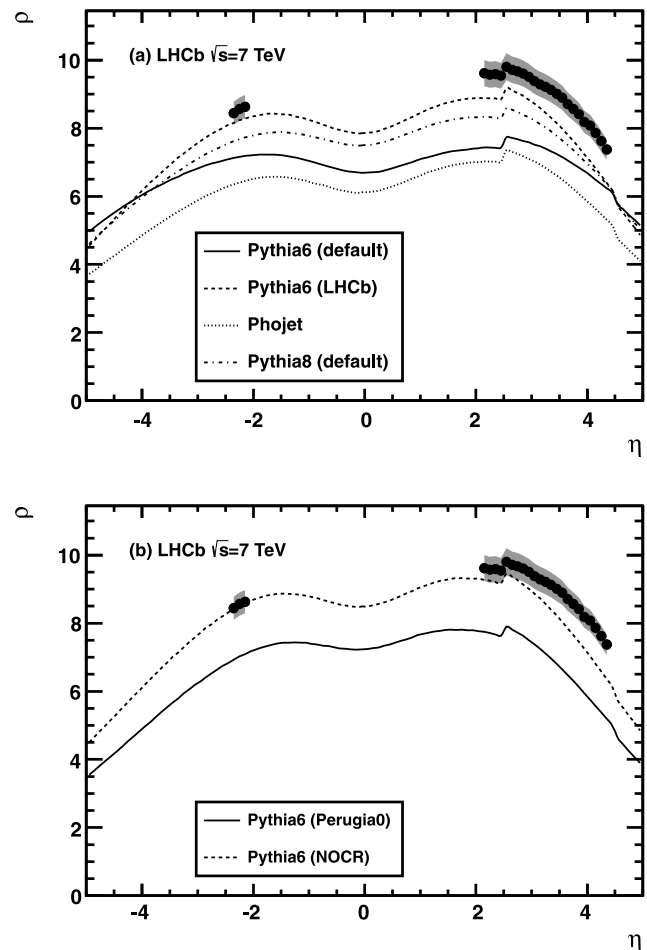 ρ
10
(a) LHCb √s=7 TeV
8
6
4
Pythia6 (default)
Pythia6 (LHCb)
Phojet
Pythia8 (default)
2
0
-4 -2 0 2 4
η
ρ
10
(b) LHCb √s=7 TeV
8
6
4
2
Pythia6 (Perugia0)
Pythia6 (NOCR)
0
-4 -2 0 2 4
η